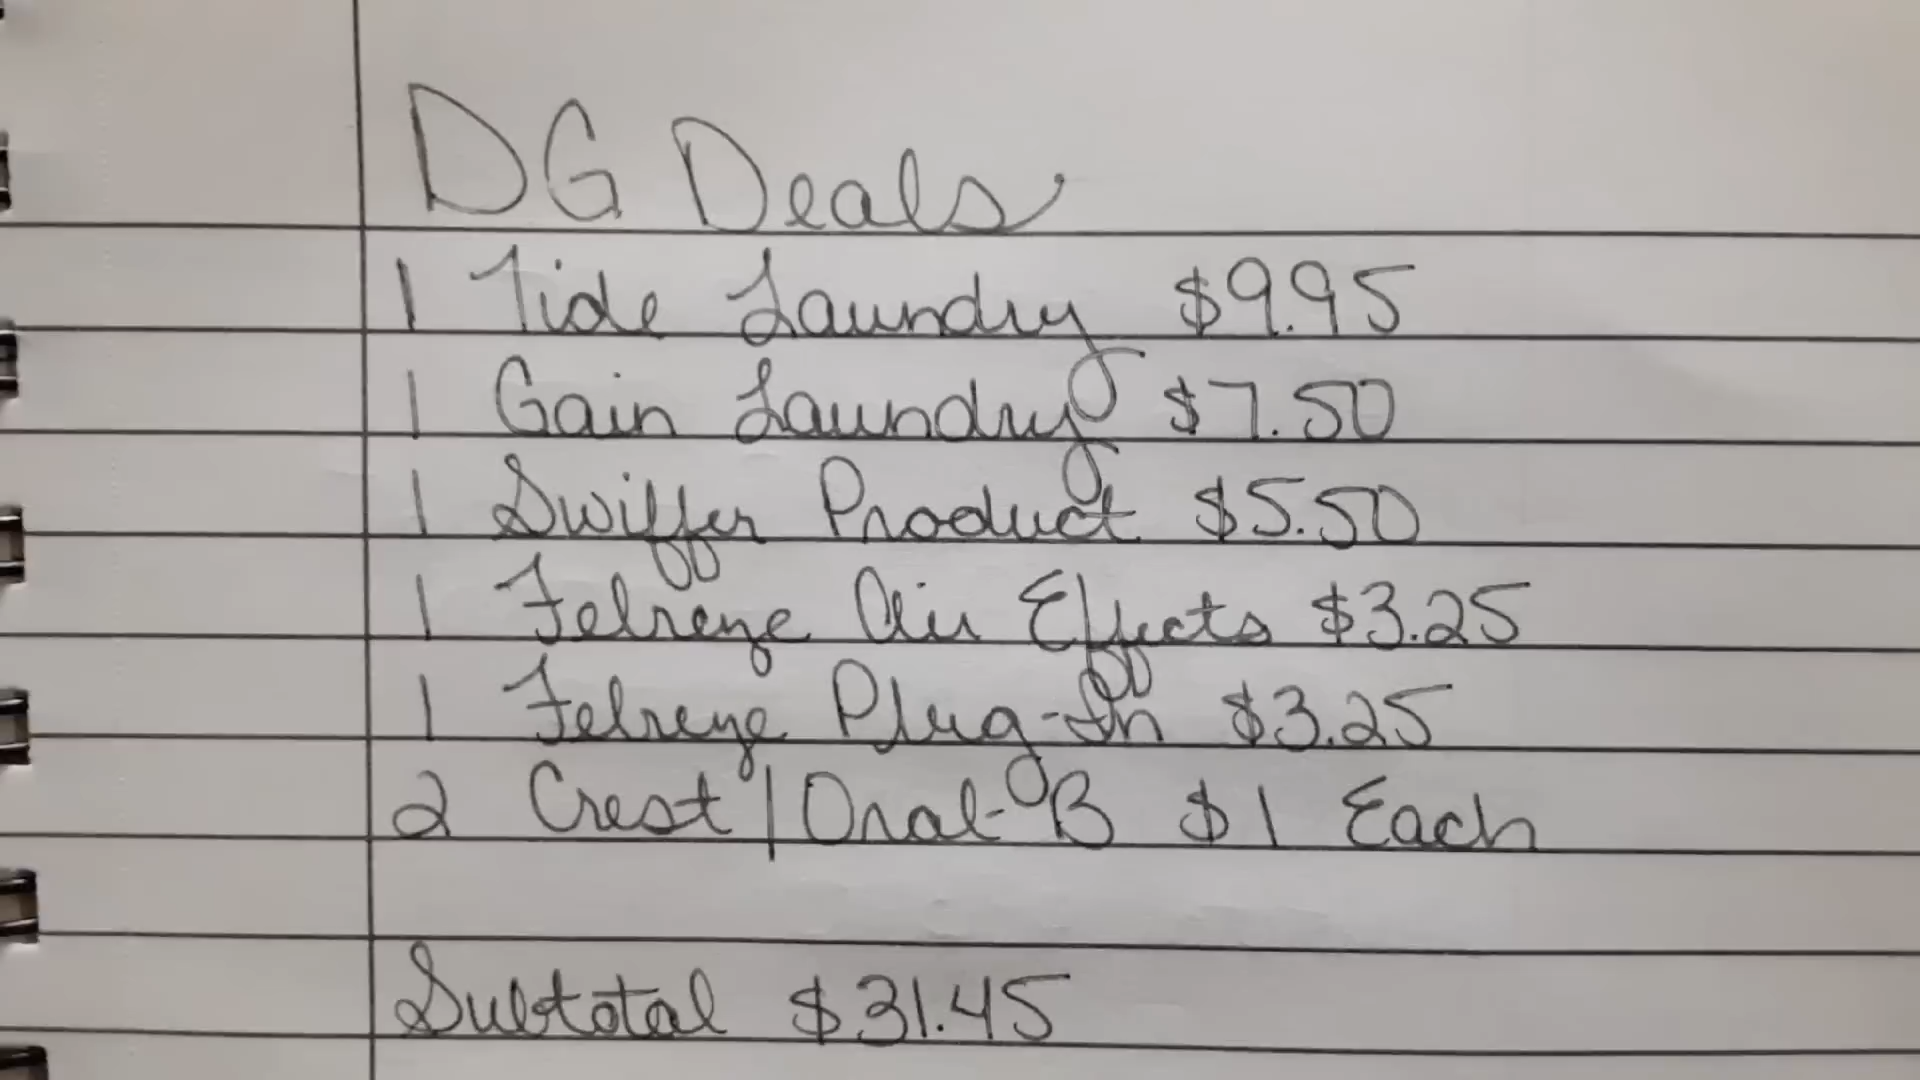 DG Deals
1 Tide Laundry $9.95
1 Gain Laundry $7.50
1 Swiffer Product $5.50
1 Febreze Air Effects $3.25
1 Febreze Plug-In $3.25
2 Crest | Oral-B $1 Each
Subtotal $31.45